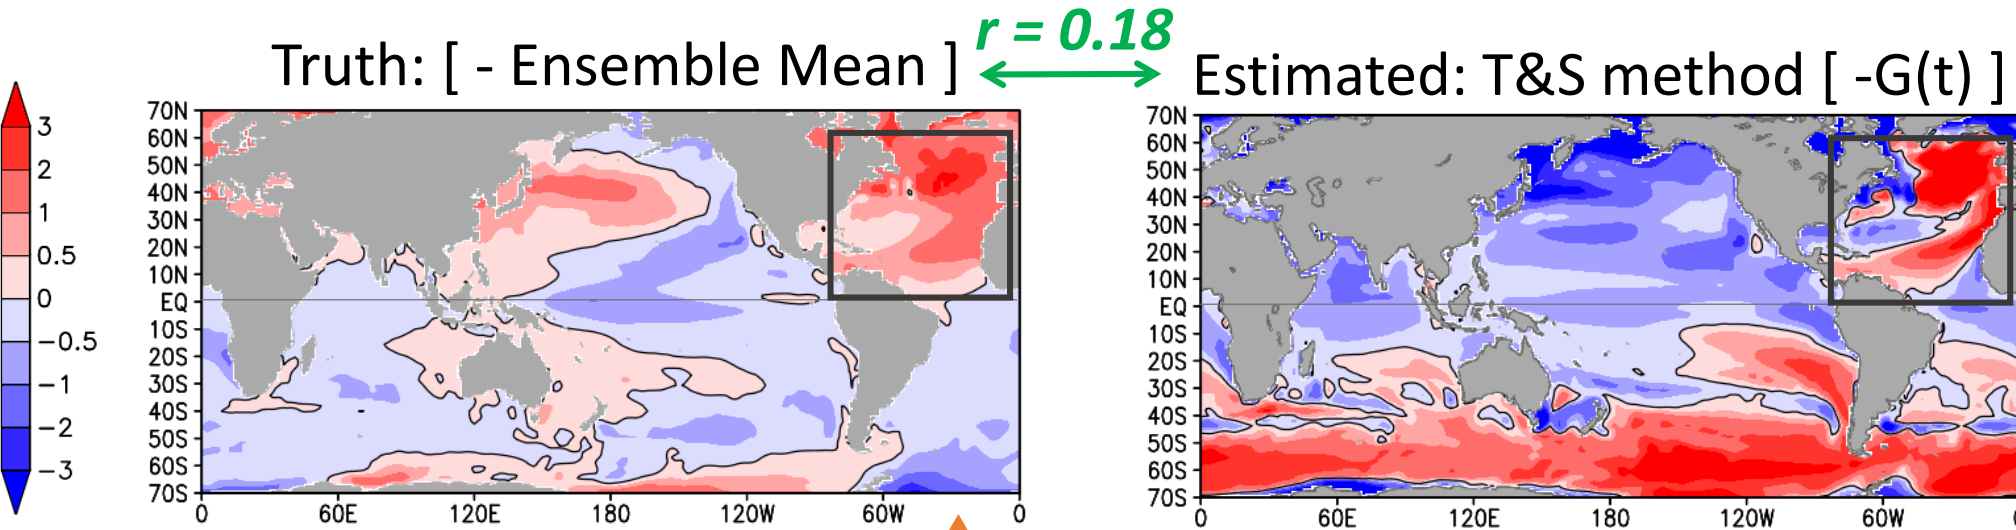 r = 0.18
Truth: [ - Ensemble Mean ]
Estimated: T&S method [ -G(t) ]
3
2
1
0.5
0
−0.5
−1
−2
−3
70N
60N
50N
40N
30N
20N
10N
EQ
10S
20S
30S
40S
50S
60S
70S
0 60E 120E 180 120W 60W 0
70N
60N
50N
40N
30N
20N
10N
EQ
10S
20S
30S
40S
50S
60S
70S
0 60E 120E 180 120W 60W